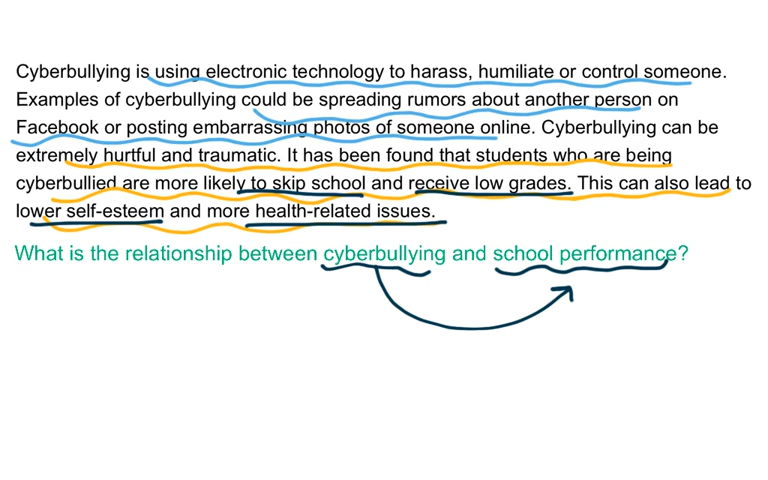 Cyberbullying is using electronic technology to harass, humiliate or control someone.
Examples of cyberbullying could be spreading rumors about another person on
Facebook or posting embarrassing photos of someone online. Cyberbullying can be
extremely hurtful and traumatic. It has been found that students who are being
cyberbullied are more likely to skip school and receive low grades. This can also lead to
lower self-esteem and more health-related issues.
What is the relationship between cyberbullying and school performance?